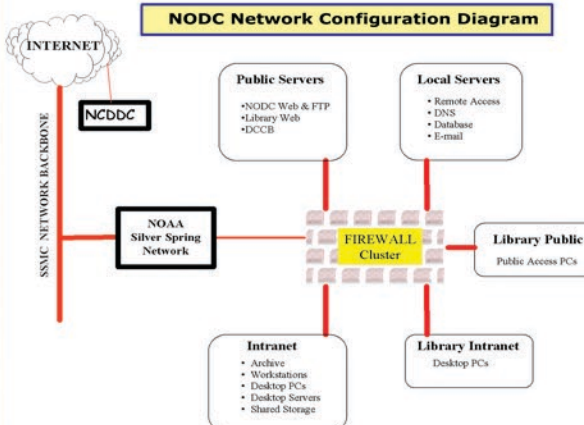 NODC Network Configuration Diagram
INTERNET
NCDDC
SSMC NETWORK BACKBONE
NOAA
Silver Spring
Network
Public Servers
•NODC Web & FTP
•Library Web
•DCCB
Local Servers
• Remote Access
• DNS
• Database
• E-mail
FIREWALL
Cluster
Library Public
Public Access PCs
Intranet
• Archive
• Workstations
• Desktop PCs
• Desktop Servers
• Shared Storage
Library Intranet
Desktop PCs